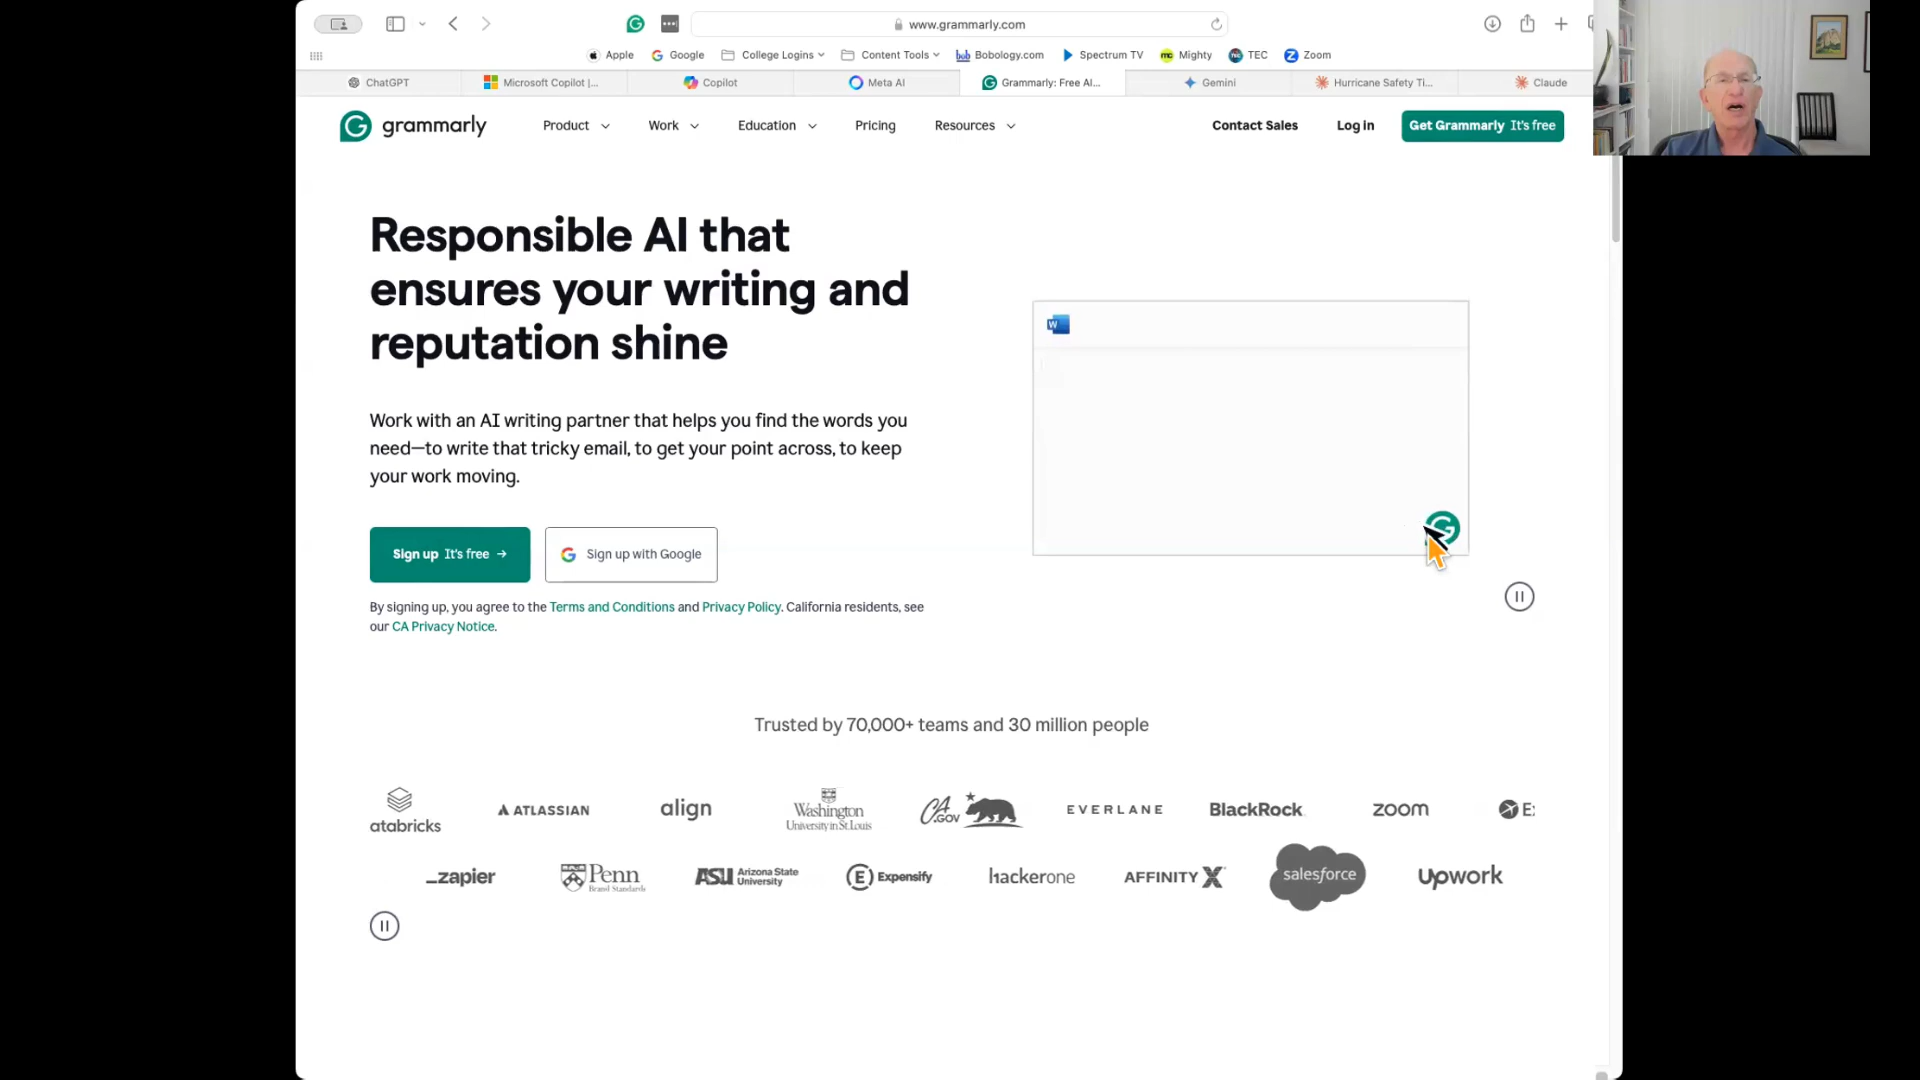 www.grammarly.com
Apple Google College Logins Content Tools bob Bobology.com Spectrum TV mc Mighty TEC Zoom
ChatGPT Microsoft Copilot |... Copilot Meta AI Grammarly: Free AI... Gemini Hurricane Safety Ti... Claude
grammarly Product Work Education Pricing Resources Contact Sales Log in Get Grammarly It's free
Responsible AI that
ensures your writing and
reputation shine
W
Work with an AI writing partner that helps you find the words you
need—to write that tricky email, to get your point across, to keep
your work moving.
Sign up It's free → Sign up with Google
By signing up, you agree to the Terms and Conditions and Privacy Policy. California residents, see
our CA Privacy Notice.
Trusted by 70,000+ teams and 30 million people
atabricks ATLASSIAN align Washington University in St. Louis CA.GOV EVERLANE BlackRock zoom E
_zapier Penn Brand Standards ASU Arizona State University Expensify hackerone AFFINITY X salesforce Upwork